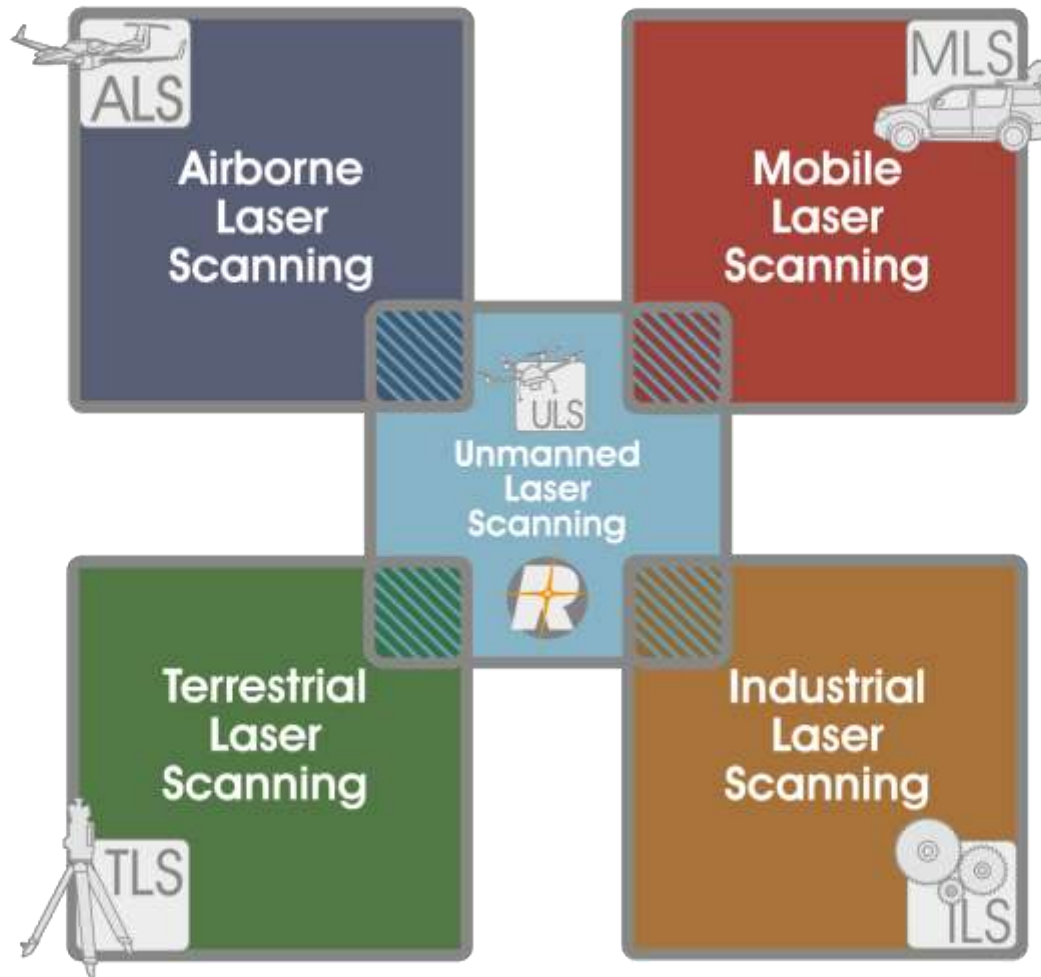 ALS
Airborne
Laser
Scanning
MLS
Mobile
Laser
Scanning
ULS
Unmanned
Laser
Scanning
R
Terrestrial
Laser
Scanning
TLS
Industrial
Laser
Scanning
ILS